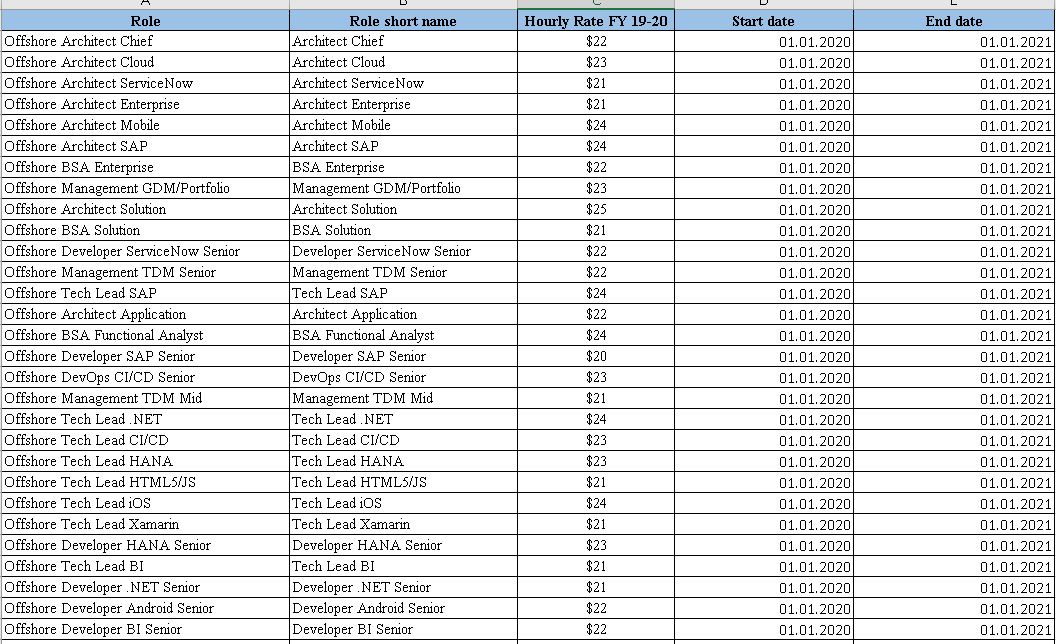 A B C D E
Role Role short name Hourly Rate FY 19-20 Start date End date
Offshore Architect Chief Architect Chief $22 01.01.2020 01.01.2021
Offshore Architect Cloud Architect Cloud $23 01.01.2020 01.01.2021
Offshore Architect ServiceNow Architect ServiceNow $21 01.01.2020 01.01.2021
Offshore Architect Enterprise Architect Enterprise $21 01.01.2020 01.01.2021
Offshore Architect Mobile Architect Mobile $24 01.01.2020 01.01.2021
Offshore Architect SAP Architect SAP $24 01.01.2020 01.01.2021
Offshore BSA Enterprise BSA Enterprise $22 01.01.2020 01.01.2021
Offshore Management GDM/Portfolio Management GDM/Portfolio $23 01.01.2020 01.01.2021
Offshore Architect Solution Architect Solution $25 01.01.2020 01.01.2021
Offshore BSA Solution BSA Solution $21 01.01.2020 01.01.2021
Offshore Developer ServiceNow Senior Developer ServiceNow Senior $22 01.01.2020 01.01.2021
Offshore Management TDM Senior Management TDM Senior $22 01.01.2020 01.01.2021
Offshore Tech Lead SAP Tech Lead SAP $24 01.01.2020 01.01.2021
Offshore Architect Application Architect Application $22 01.01.2020 01.01.2021
Offshore BSA Functional Analyst BSA Functional Analyst $24 01.01.2020 01.01.2021
Offshore Developer SAP Senior Developer SAP Senior $20 01.01.2020 01.01.2021
Offshore DevOps CI/CD Senior DevOps CI/CD Senior $23 01.01.2020 01.01.2021
Offshore Management TDM Mid Management TDM Mid $21 01.01.2020 01.01.2021
Offshore Tech Lead .NET Tech Lead .NET $24 01.01.2020 01.01.2021
Offshore Tech Lead CI/CD Tech Lead CI/CD $23 01.01.2020 01.01.2021
Offshore Tech Lead HANA Tech Lead HANA $23 01.01.2020 01.01.2021
Offshore Tech Lead HTML5/JS Tech Lead HTML5/JS $21 01.01.2020 01.01.2021
Offshore Tech Lead iOS Tech Lead iOS $24 01.01.2020 01.01.2021
Offshore Tech Lead Xamarin Tech Lead Xamarin $21 01.01.2020 01.01.2021
Offshore Developer HANA Senior Developer HANA Senior $23 01.01.2020 01.01.2021
Offshore Tech Lead BI Tech Lead BI $21 01.01.2020 01.01.2021
Offshore Developer .NET Senior Developer .NET Senior $21 01.01.2020 01.01.2021
Offshore Developer Android Senior Developer Android Senior $22 01.01.2020 01.01.2021
Offshore Developer BI Senior Developer BI Senior $22 01.01.2020 01.01.2021